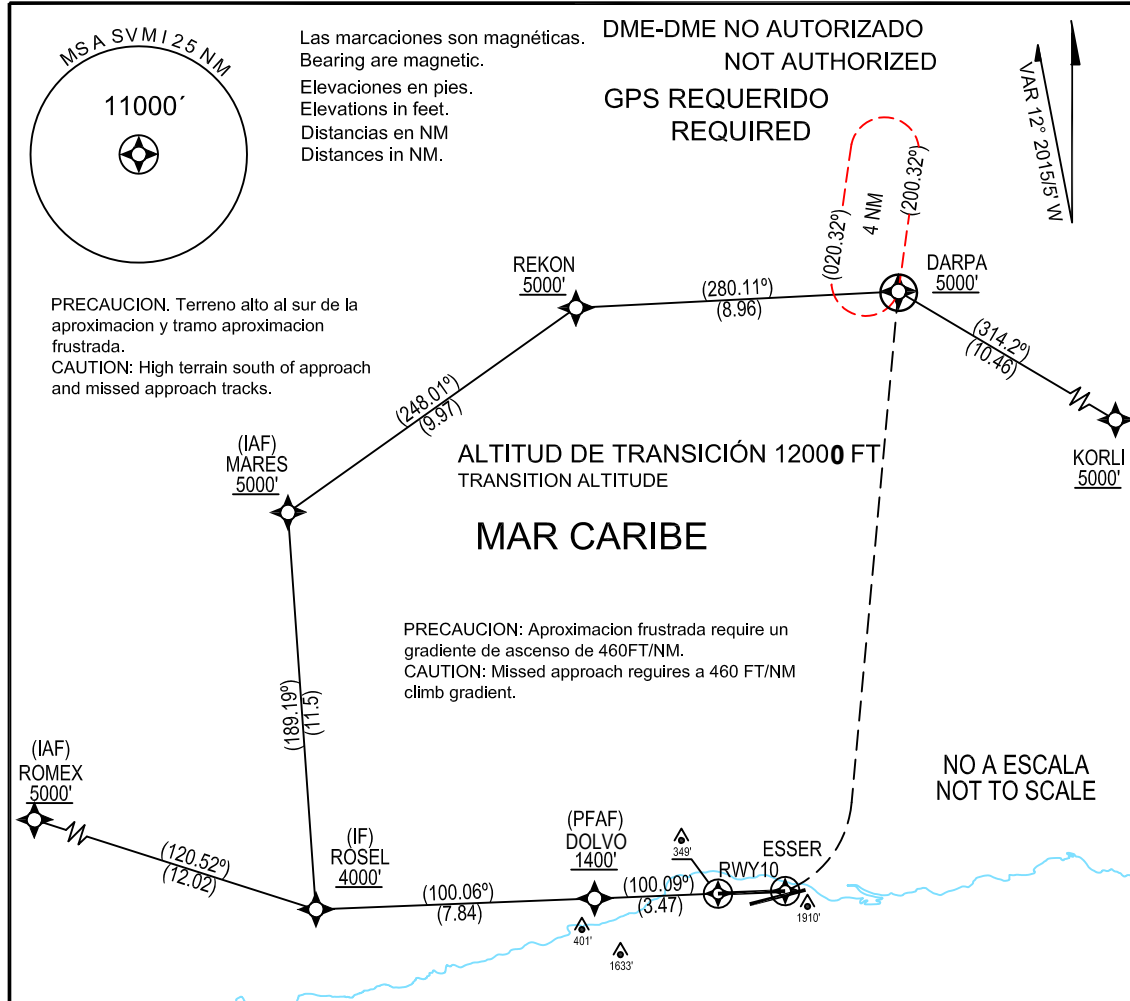 MSA SVMI 25 NM
11000´
Las marcaciones son magnéticas.
Bearing are magnetic.
Elevaciones en pies.
Elevations in feet.
Distancias en NM
Distances in NM.
DME-DME NO AUTORIZADO
NOT AUTHORIZED
GPS REQUERIDO
REQUIRED
VAR 12° 2015/5' W
(020.32º)
4 NM
(200.32º)
REKON
5000'
(280.11º)
(8.96)
DARPA
5000'
(314.2º)
(10.46)
KORLI
5000'
PRECAUCION. Terreno alto al sur de la
aproximacion y tramo aproximacion
frustrada.
CAUTION: High terrain south of approach
and missed approach tracks.
(248.01º)
(9.97)
(IAF)
MARES
5000'
ALTITUD DE TRANSICIÓN 12000 FT
TRANSITION ALTITUDE
MAR CARIBE
PRECAUCION: Aproximacion frustrada require un
gradiente de ascenso de 460FT/NM.
CAUTION: Missed approach requires a 460 FT/NM
climb gradient.
(189.19º)
(11.5)
(IAF)
ROMEX
5000'
(120.52º)
(12.02)
(IF)
ROSEL
4000'
(100.06º)
(7.84)
(PFAF)
DOLVO
1400'
(100.09º)
(3.47)
349'
RWY10
ESSER
1910'
401'
1633'
NO A ESCALA
NOT TO SCALE